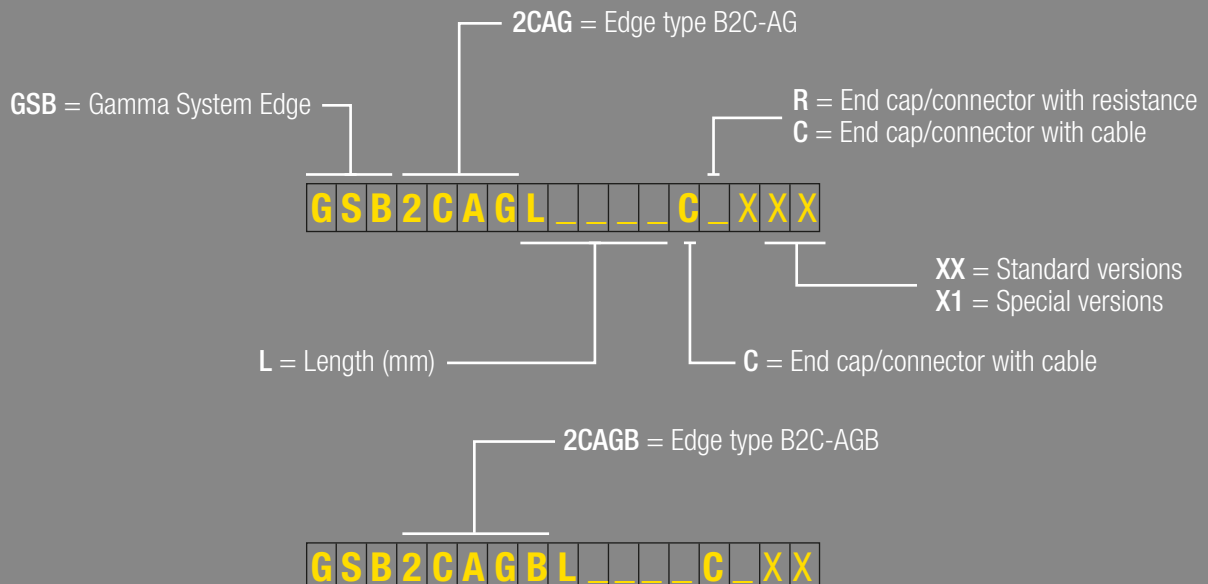 2CAG = Edge type B2C-AG
GSB = Gamma System Edge
R = End cap/connector with resistance
C = End cap/connector with cable
GSB2CAGL____C_XXX
XX = Standard versions
X1 = Special versions
L = Length (mm)
C = End cap/connector with cable
2CAGB = Edge type B2C-AGB
GSB2CAGBL____C_XX